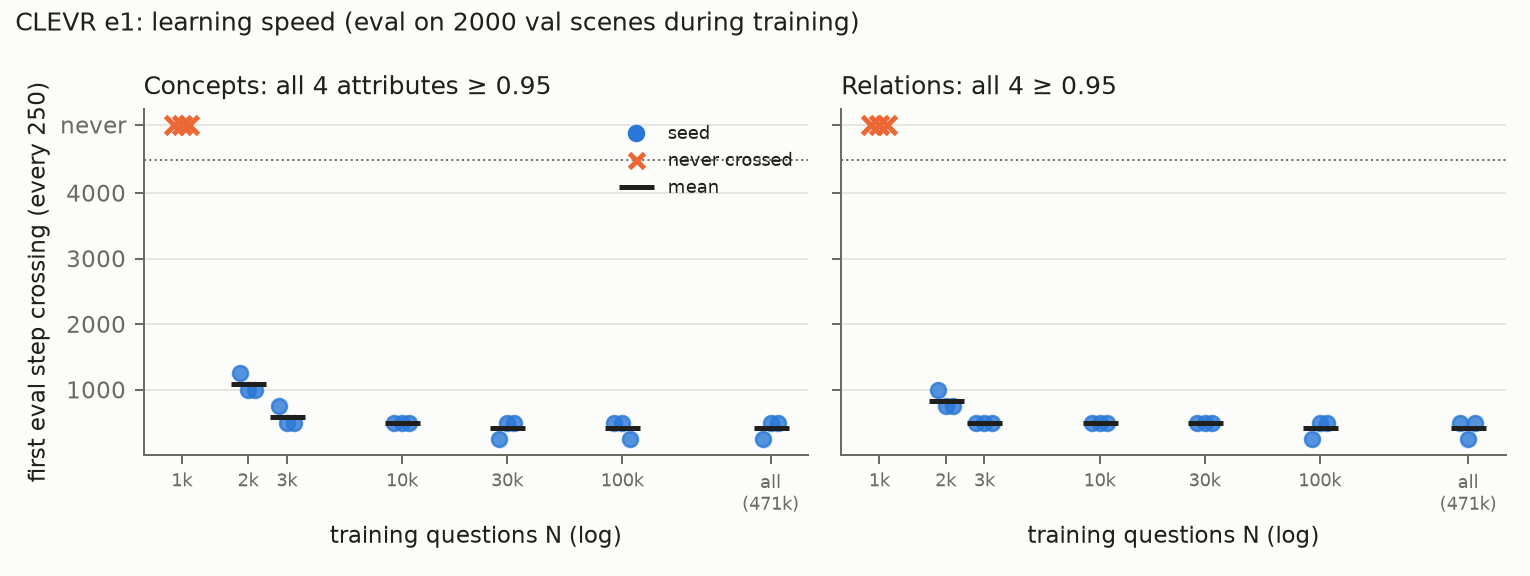 CLEVR e1: learning speed (eval on 2000 val scenes during training)
Concepts: all 4 attributes ≥ 0.95
first eval step crossing (every 250)
never
4000
3000
2000
1000
seed
never crossed
mean
1k
2k
3k
10k
30k
100k
all
(471k)
training questions N (log)
Relations: all 4 ≥ 0.95
1k
2k
3k
10k
30k
100k
all
(471k)
training questions N (log)